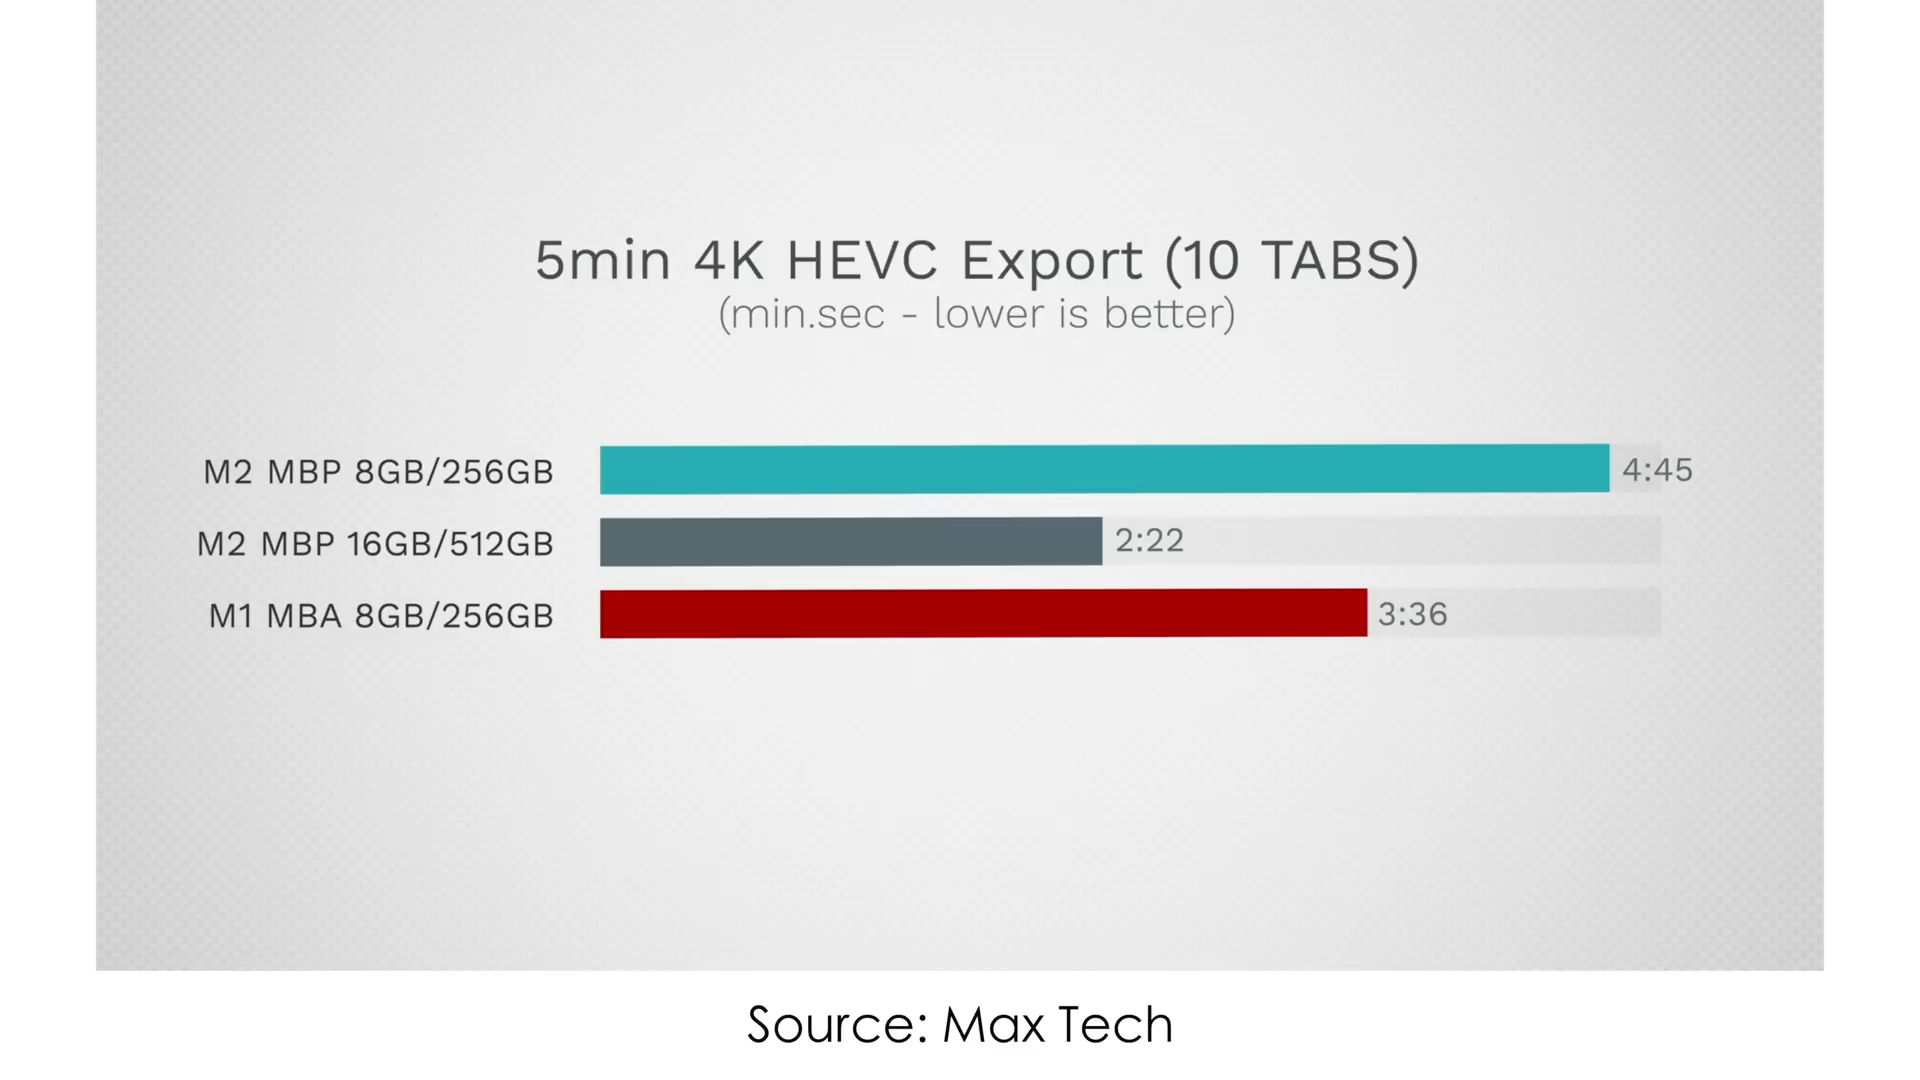 5min 4K HEVC Export (10 TABS)
(min.sec - lower is better)
M2 MBP 8GB/256GB 4:45
M2 MBP 16GB/512GB 2:22
M1 MBA 8GB/256GB 3:36
Source: Max Tech